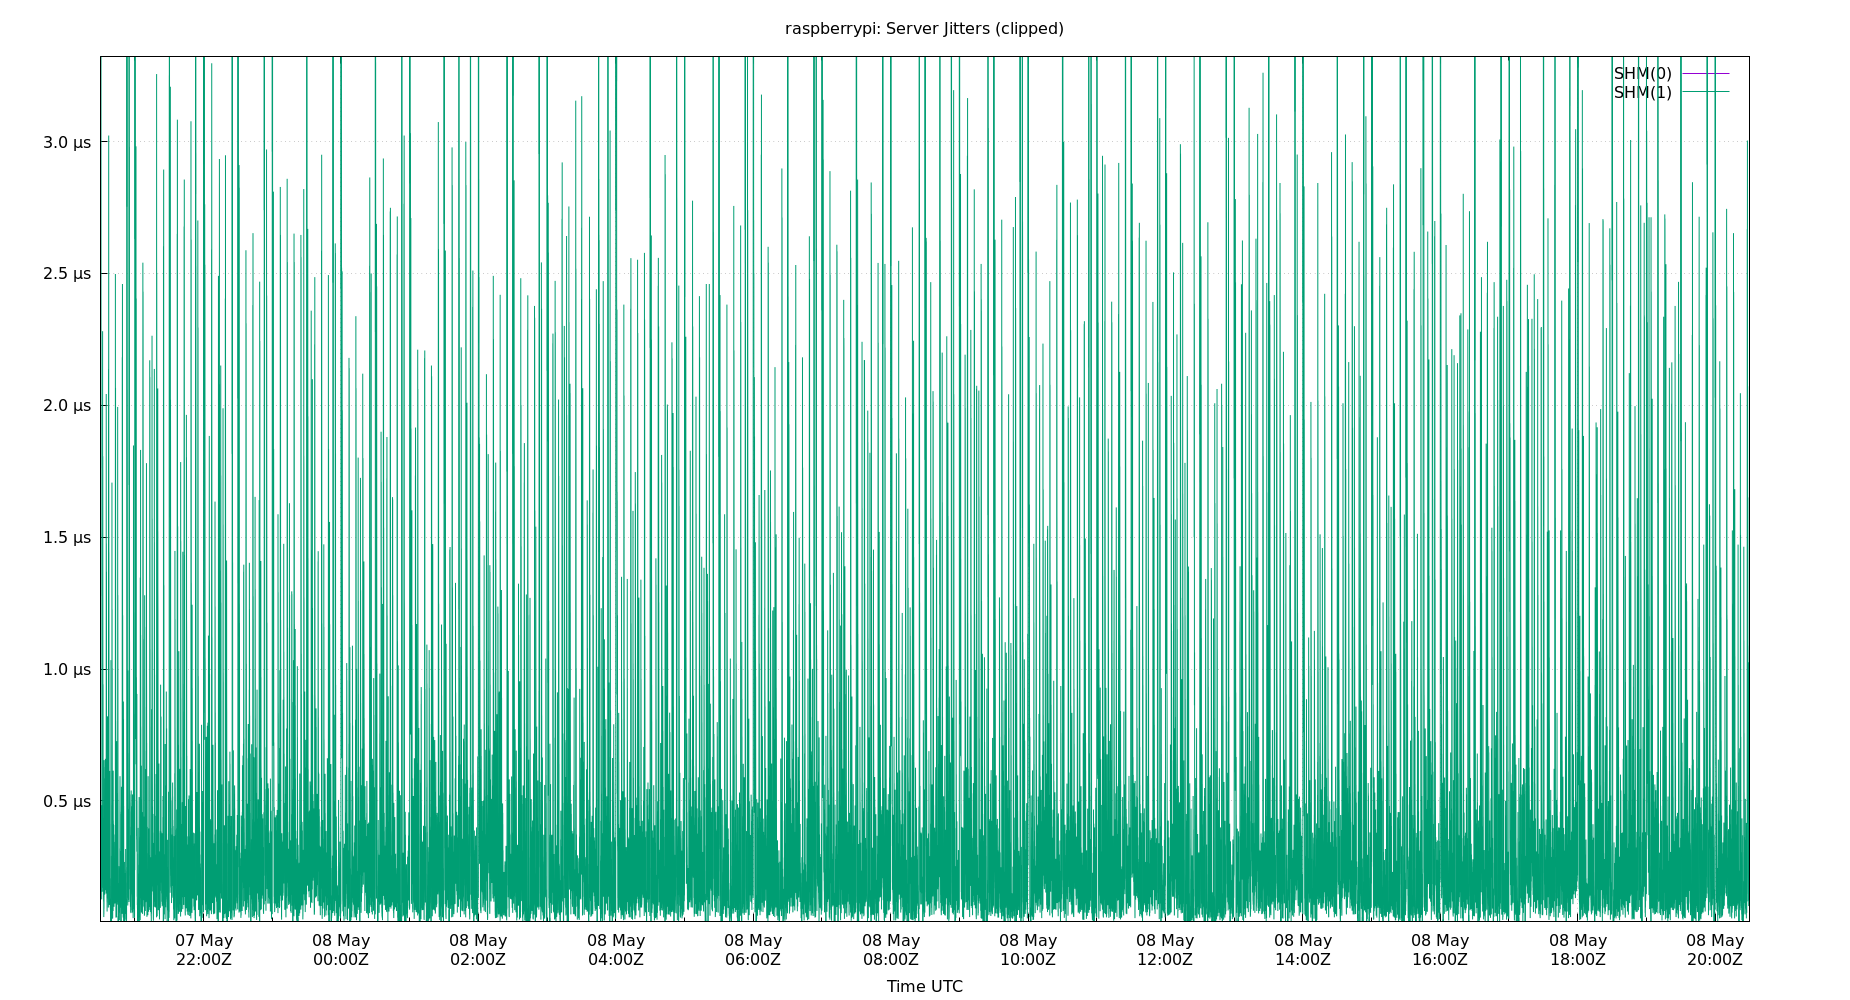 raspberrypi: Server Jitters (clipped)
SHM(0)
SHM(1)
3.0 µs
2.5 µs
2.0 µs
1.5 µs
1.0 µs
0.5 µs
07 May 08 May 08 May 08 May 08 May 08 May 08 May 08 May 08 May 08 May 08 May 08 May
22:00Z 00:00Z 02:00Z 04:00Z 06:00Z 08:00Z 10:00Z 12:00Z 14:00Z 16:00Z 18:00Z 20:00Z
Time UTC